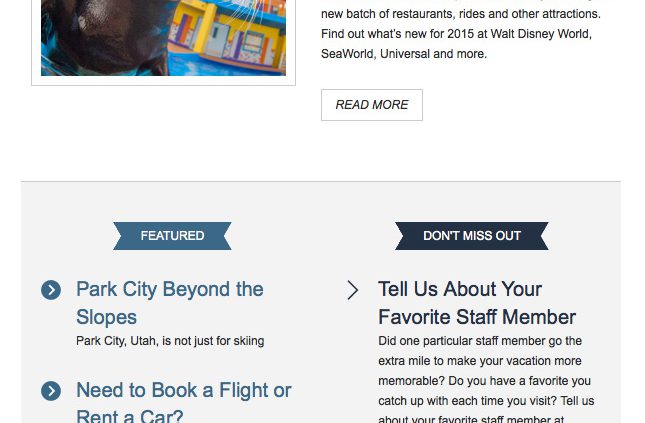 new batch of restaurants, rides and other attractions.
Find out what's new for 2015 at Walt Disney World,
SeaWorld, Universal and more.
READ MORE
FEATURED
Park City Beyond the
Slopes
Park City, Utah, is not just for skiing
Need to Book a Flight or
Rent a Car?
DON'T MISS OUT
Tell Us About Your
Favorite Staff Member
Did one particular staff member go the
extra mile to make your vacation more
memorable? Do you have a favorite you
catch up with each time you visit? Tell us
about your favorite staff member at